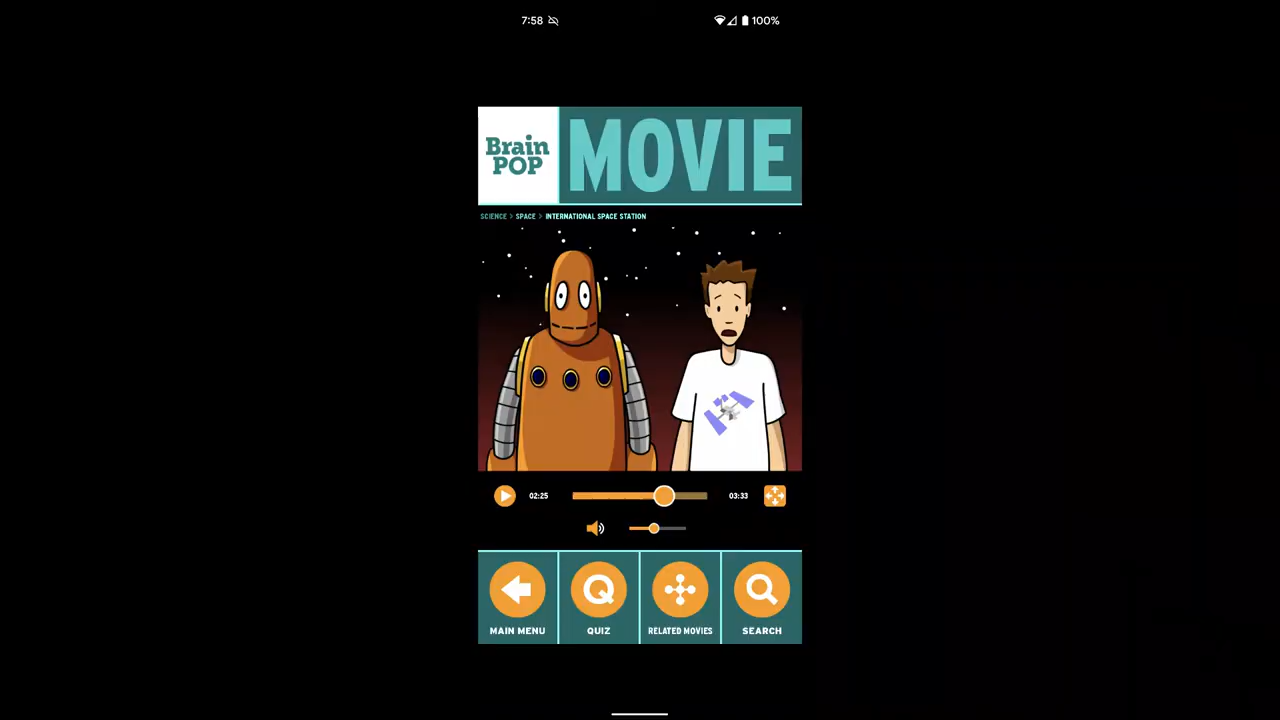 7:58 100%
Brain MOVIE
POP
SCIENCE > SPACE > INTERNATIONAL SPACE STATION
02:25 03:33
Q
MAIN MENU QUIZ RELATED MOVIES SEARCH